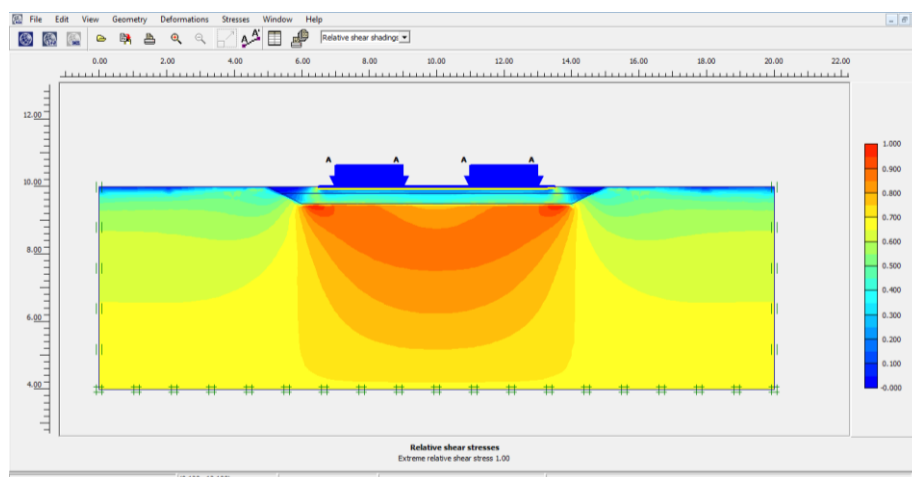 File Edit View Geometry Deformations Stresses Window Help
Relative shear shadings
0.00 2.00 4.00 6.00 8.00 10.00 12.00 14.00 16.00 18.00 20.00 22.00
12.00
A A A A
10.00
8.00
6.00
4.00
1.000
0.900
0.800
0.700
0.600
0.500
0.400
0.300
0.200
0.100
-0.000
Relative shear stresses
Extreme relative shear stress 1.00